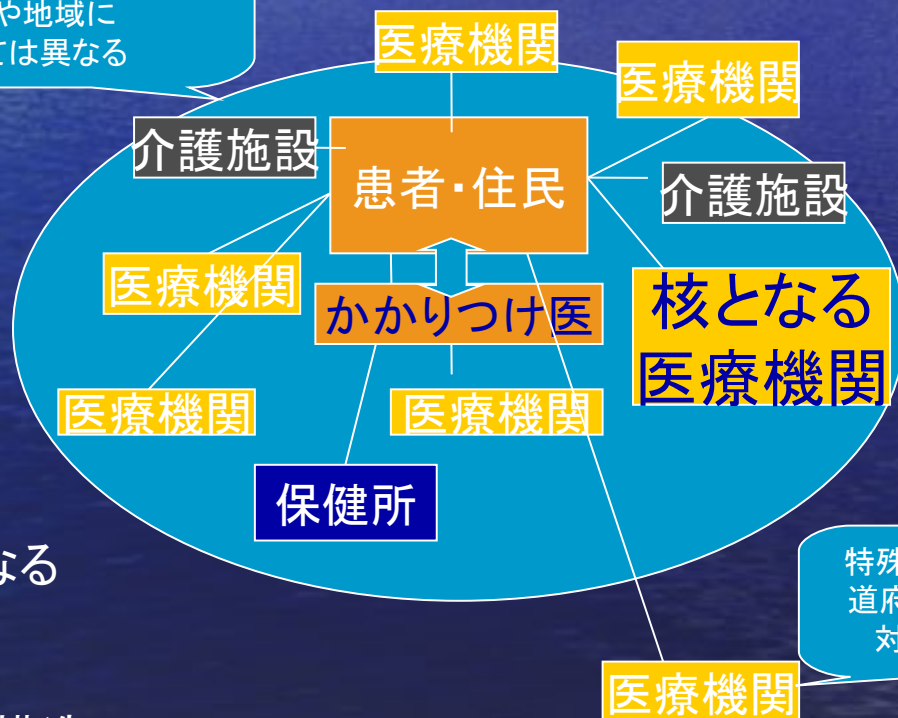 や地域に
ては異なる
医療機関
医療機関
介護施設
患者・住民
介護施設
医療機関
かかりつけ医
核となる
医療機関
医療機関
医療機関
保健所
なる
特殊
道府
対
医療機関